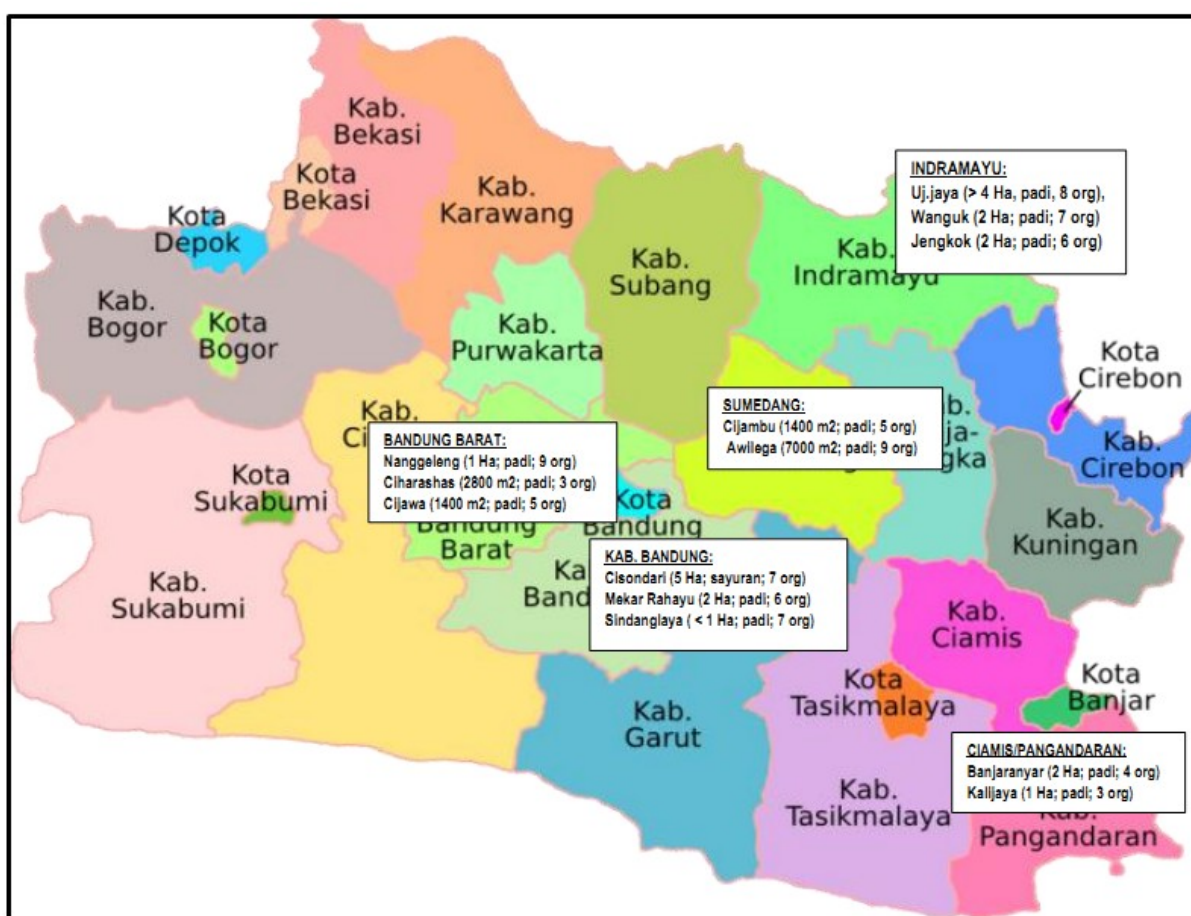 Kab.
Bekasi
Kota
Bekasi
Kota
Depok
Kab.
Karawang
Kab.
Subang
INDRAMAYU:
Uj.jaya (> 4 Ha, padi, 8 org),
Wanguk (2 Ha; padi; 7 org)
Jengkok (2 Ha; padi; 6 org)
Kab.
Indramayu
Kab.
Bogor
Kota
Bogor
Kab.
Purwakarta
Kota
Cirebon
Kab.
Cirebon
SUMEDANG:
Cijambu (1400 m2; padi; 5 org)
Awilega (7000 m2; padi; 9 org)
Kab.
BANDUNG BARAT:
Nanggeleng (1 Ha; padi; 9 org)
Ciharashas (2800 m2; padi; 3 org)
Cijawa (1400 m2; padi; 5 org)
Kota
Sukabumi
Kota
Bandung
Bandung
Barat
Kab.
Kuningan
Kab.
Sukabumi
KAB. BANDUNG:
Cisondari (5 Ha; sayuran; 7 org)
Mekar Rahayu (2 Ha; padi; 6 org)
Sindanglaya ( < 1 Ha; padi; 7 org)
Kab.
Ciamis
Kota
Tasikmalaya
Kota
Banjar
Kab.
Garut
CIAMIS/PANGANDARAN:
Banjaranyar (2 Ha; padi; 4 org)
Kalijaya (1 Ha; padi; 3 org)
Kab.
Tasikmalaya
Kab.
Pangandaran